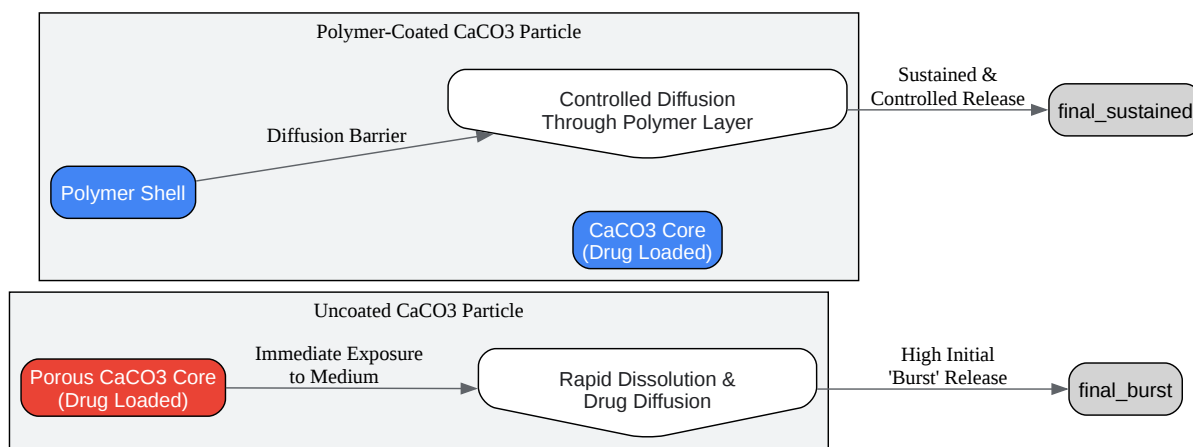 Polymer-Coated CaCO3 Particle
Controlled Diffusion
Through Polymer Layer
Sustained &
Controlled Release
final_sustained
Diffusion Barrier
Polymer Shell
CaCO3 Core
(Drug Loaded)
Uncoated CaCO3 Particle
Porous CaCO3 Core
(Drug Loaded)
Immediate Exposure
to Medium
Rapid Dissolution &
Drug Diffusion
High Initial
'Burst' Release
final_burst